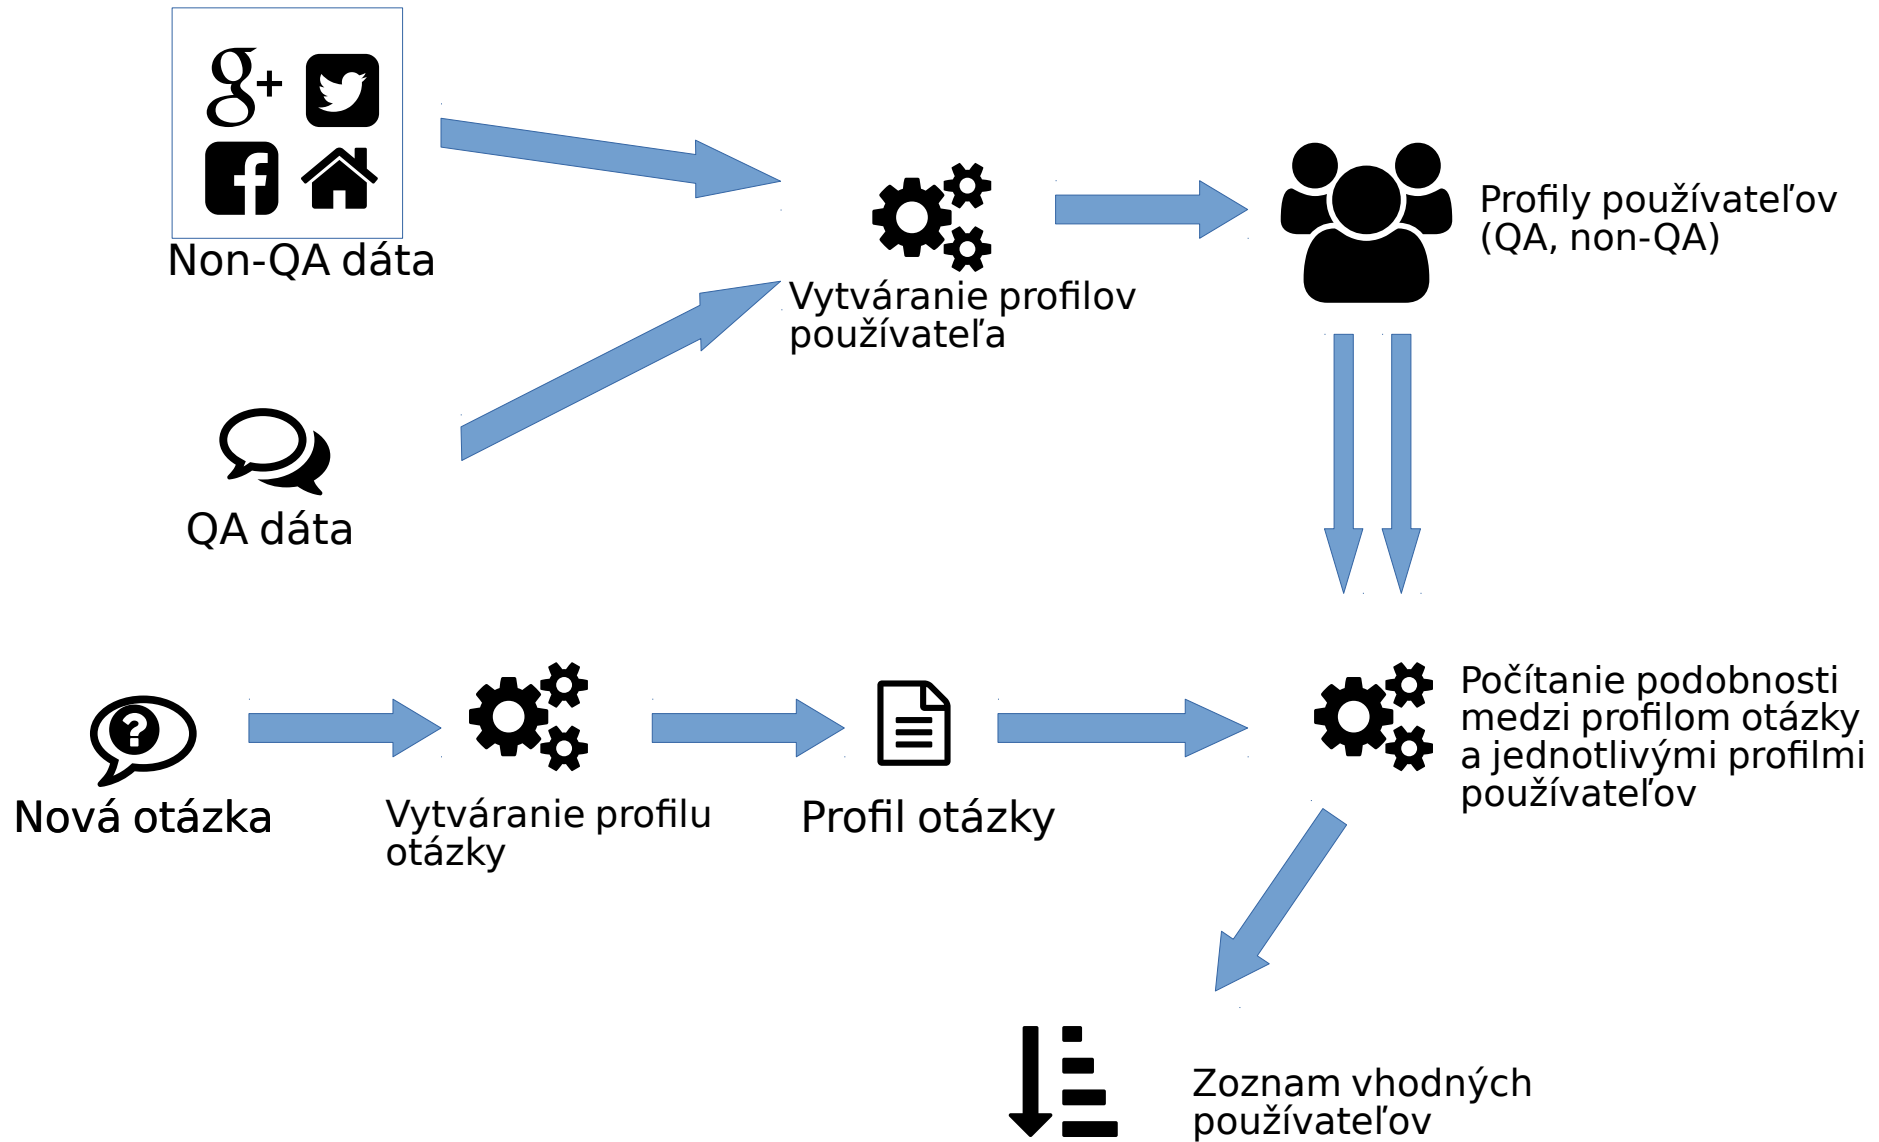 g+
Non-QA dáta
Vytváranie profilov
používateľa
Profily používateľov
(QA, non-QA)
QA dáta
?
Nová otázka
Vytváranie profilu
otázky
Profil otázky
Počítanie podobnosti
medzi profilom otázky
a jednotlivými profilmi
používateľov
Zoznam vhodných
používateľov